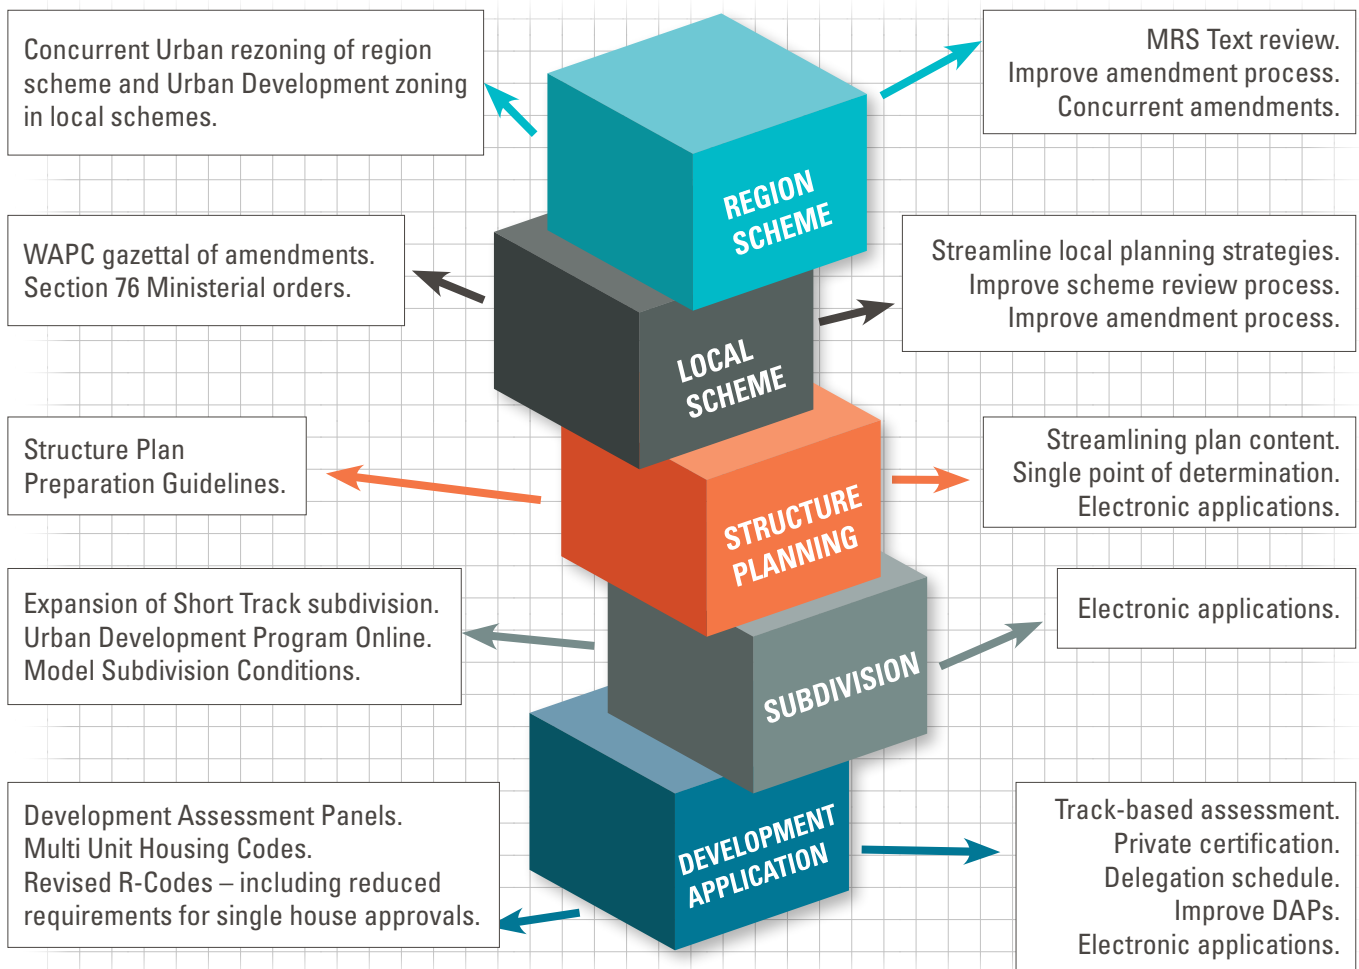 Concurrent Urban rezoning of region
scheme and Urban Development zoning
in local schemes.
MRS Text review.
Improve amendment process.
Concurrent amendments.
REGION
SCHEME
WAPC gazettal of amendments.
Section 76 Ministerial orders.
Streamline local planning strategies.
Improve scheme review process.
Improve amendment process.
LOCAL
SCHEME
Structure Plan
Preparation Guidelines.
Streamlining plan content.
Single point of determination.
Electronic applications.
STRUCTURE
PLANNING
Expansion of Short Track subdivision.
Urban Development Program Online.
Model Subdivision Conditions.
Electronic applications.
SUBDIVISION
Development Assessment Panels.
Multi Unit Housing Codes.
Revised R-Codes – including reduced
requirements for single house approvals.
DEVELOPMENT
APPLICATION
Track-based assessment.
Private certification.
Delegation schedule.
Improve DAPs.
Electronic applications.